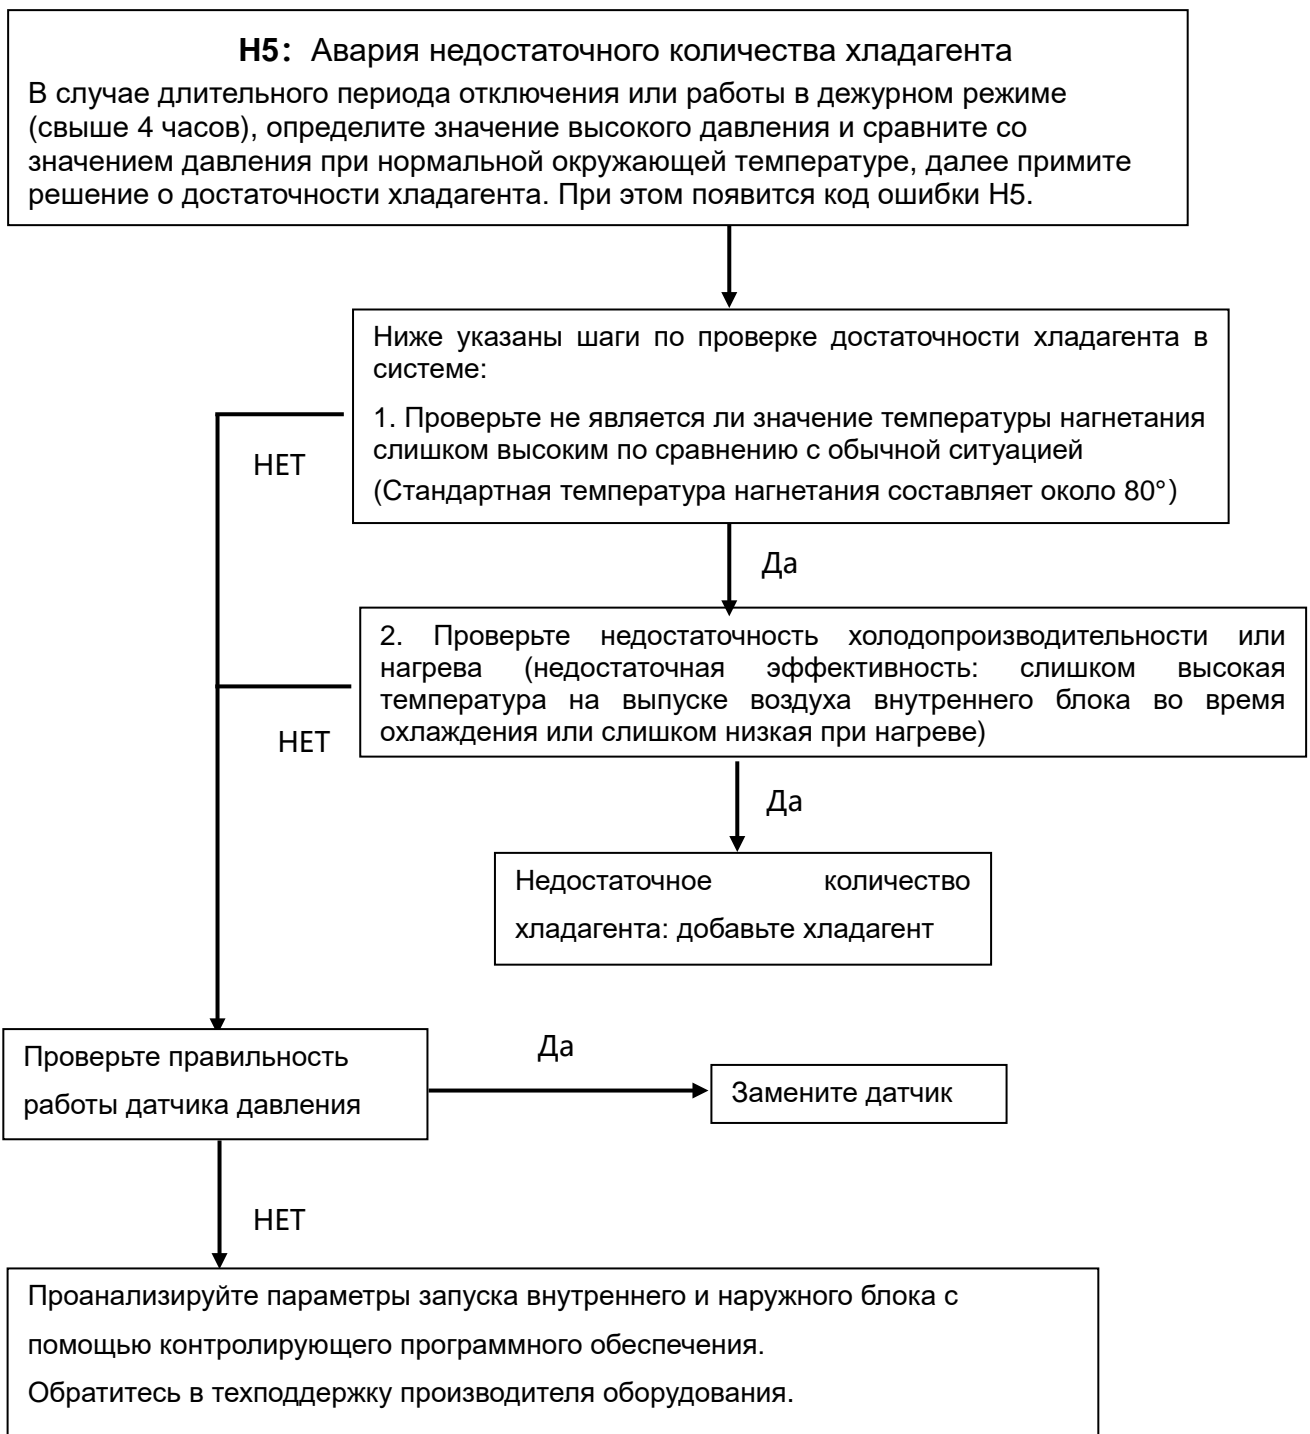 Н5: Авария недостаточного количества хладагента
В случае длительного периода отключения или работы в дежурном режиме
(свыше 4 часов), определите значение высокого давления и сравните со
значением давления при нормальной окружающей температуре, далее примите
решение о достаточности хладагента. При этом появится код ошибки Н5.
Ниже указаны шаги по проверке достаточности хладагента в
системе:
1. Проверьте не является ли значение температуры нагнетания
слишком высоким по сравнению с обычной ситуацией
(Стандартная температура нагнетания составляет около 80°)
НЕТ
Да
2. Проверьте недостаточность холодопроизводительности или
нагрева (недостаточная эффективность: слишком высокая
температура на выпуске воздуха внутреннего блока во время
охлаждения или слишком низкая при нагреве)
НЕТ
Да
Недостаточное количество
хладагента: добавьте хладагент
Проверьте правильность
работы датчика давления
Да
Замените датчик
НЕТ
Проанализируйте параметры запуска внутреннего и наружного блока с
помощью контролирующего программного обеспечения.
Обратитесь в техподдержку производителя оборудования.